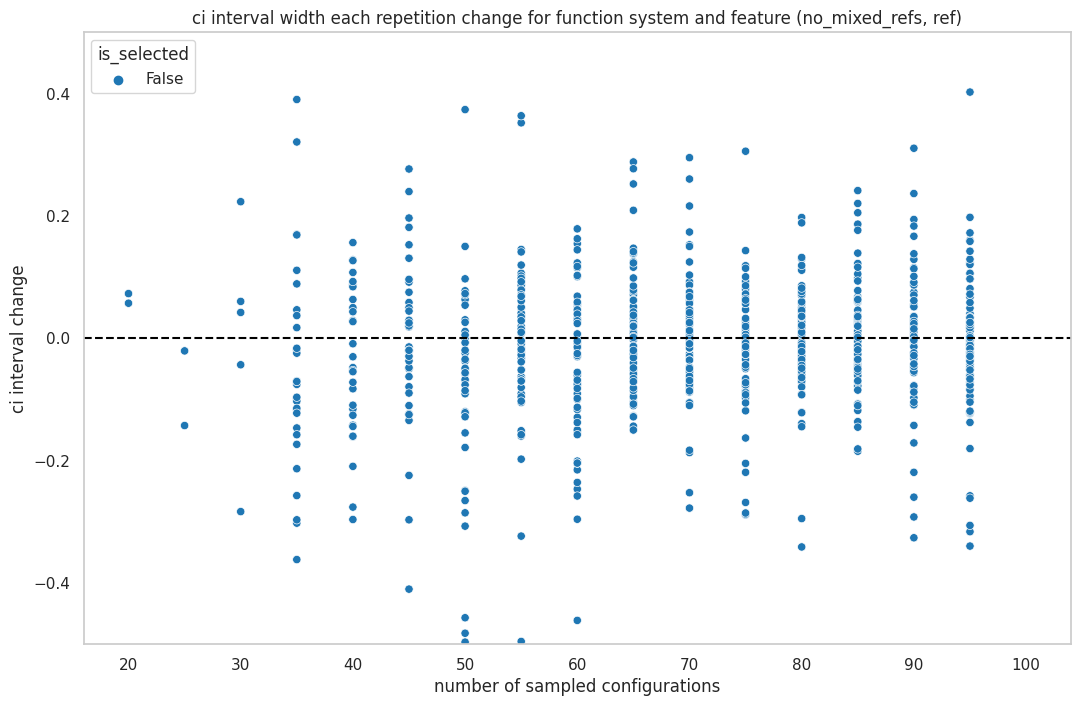 ci interval width each repetition change for function system and feature (no_mixed_refs, ref)
is_selected
False
0.4
0.2
0.0
−0.2
−0.4
ci interval change
20 30 40 50 60 70 80 90 100
number of sampled configurations